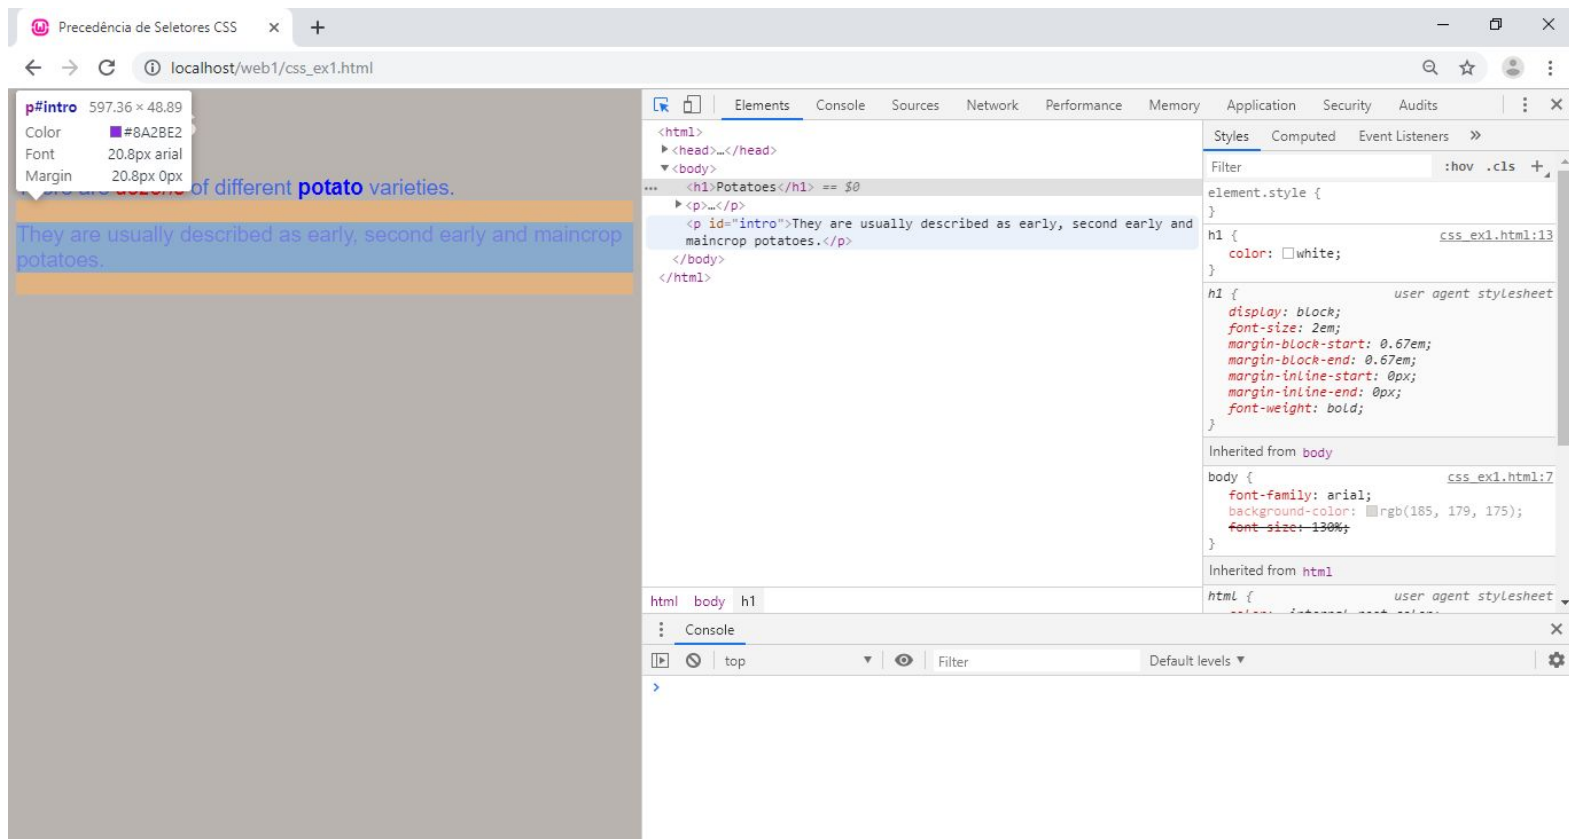 Precedência de Seletores CSS
localhost/web1/css_ex1.html
p#intro 597.36 × 48.89
Color #8A2BE2
Font 20.8px arial
Margin 20.8px 0px
of different potato varieties.
They are usually described as early, second early and maincrop
potatoes.
Elements Console Sources Network Performance Memory Application Security Audits
<html>
<head>…</head>
<body>
<h1>Potatoes</h1> == $0
<p>…</p>
<p id="intro">They are usually described as early, second early and
maincrop potatoes.</p>
</body>
</html>
html body h1
Styles Computed Event Listeners »
Filter :hov .cls +
element.style {
}
h1 { css_ex1.html:13
color: white;
}
h1 { user agent stylesheet
display: block;
font-size: 2em;
margin-block-start: 0.67em;
margin-block-end: 0.67em;
margin-inline-start: 0px;
margin-inline-end: 0px;
font-weight: bold;
}
Inherited from body
body { css_ex1.html:7
font-family: arial;
background-color: rgb(185, 179, 175);
font-size: 130%;
}
Inherited from html
html { user agent stylesheet
Console
top Filter Default levels ▼
>